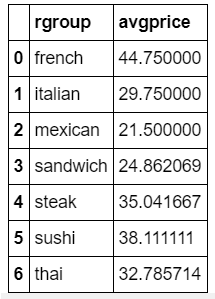 rgroup avgprice
0 french 44.750000
1 italian 29.750000
2 mexican 21.500000
3 sandwich 24.862069
4 steak 35.041667
5 sushi 38.111111
6 thai 32.785714